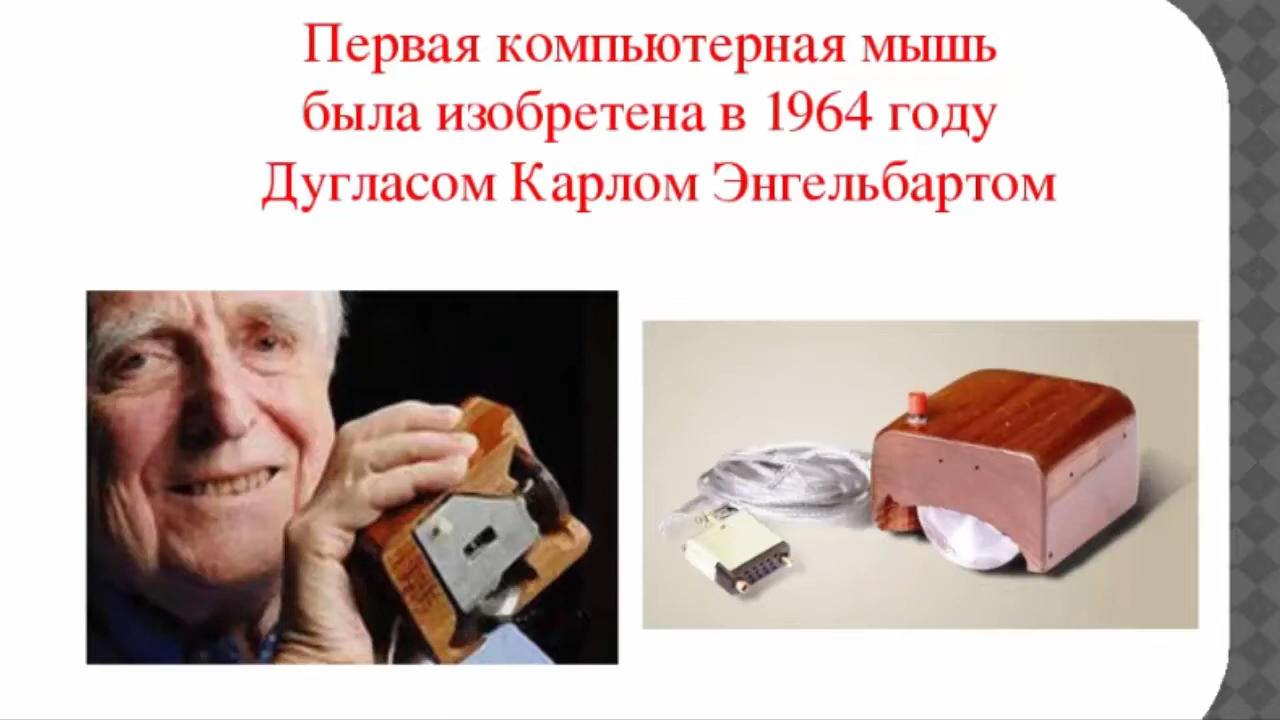 Первая компьютерная мышь
была изобретена в 1964 году
Дугласом Карлом Энгельбартом